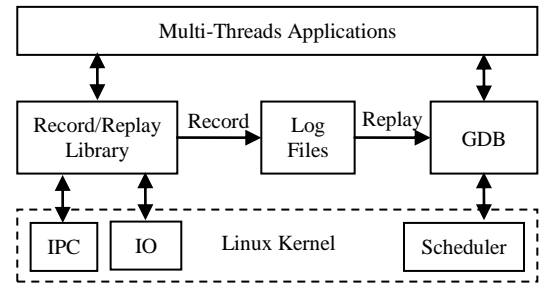 Multi-Threads Applications
Record/Replay
Library
Record
Log
Files
Replay
GDB
IPC
IO
Linux Kernel
Scheduler